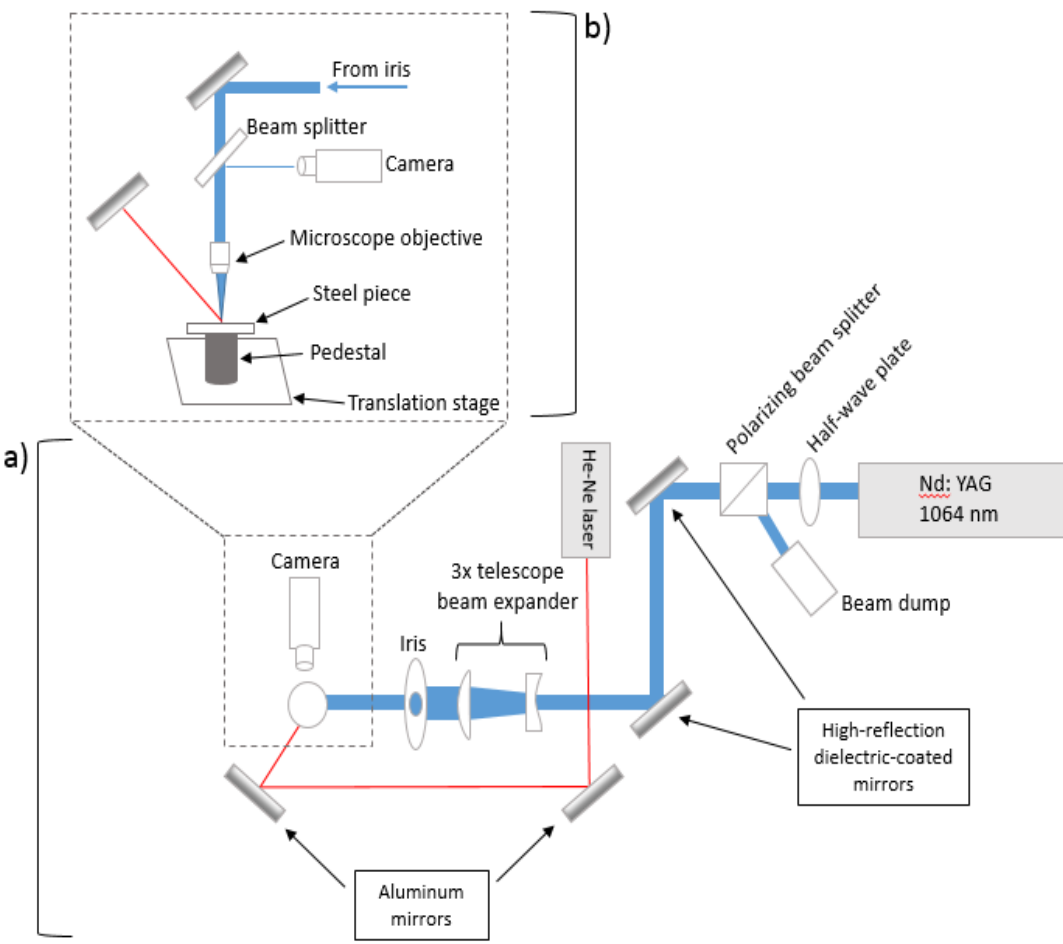 b)
From iris
Beam splitter
Camera
Microscope objective
Steel piece
Pedestal
Translation stage
a)
Polarizing beam splitter
Half-wave plate
He-Ne laser
Nd: YAG
1064 nm
Camera
3x telescope
beam expander
Beam dump
Iris
High-reflection
dielectric-coated
mirrors
Aluminum
mirrors